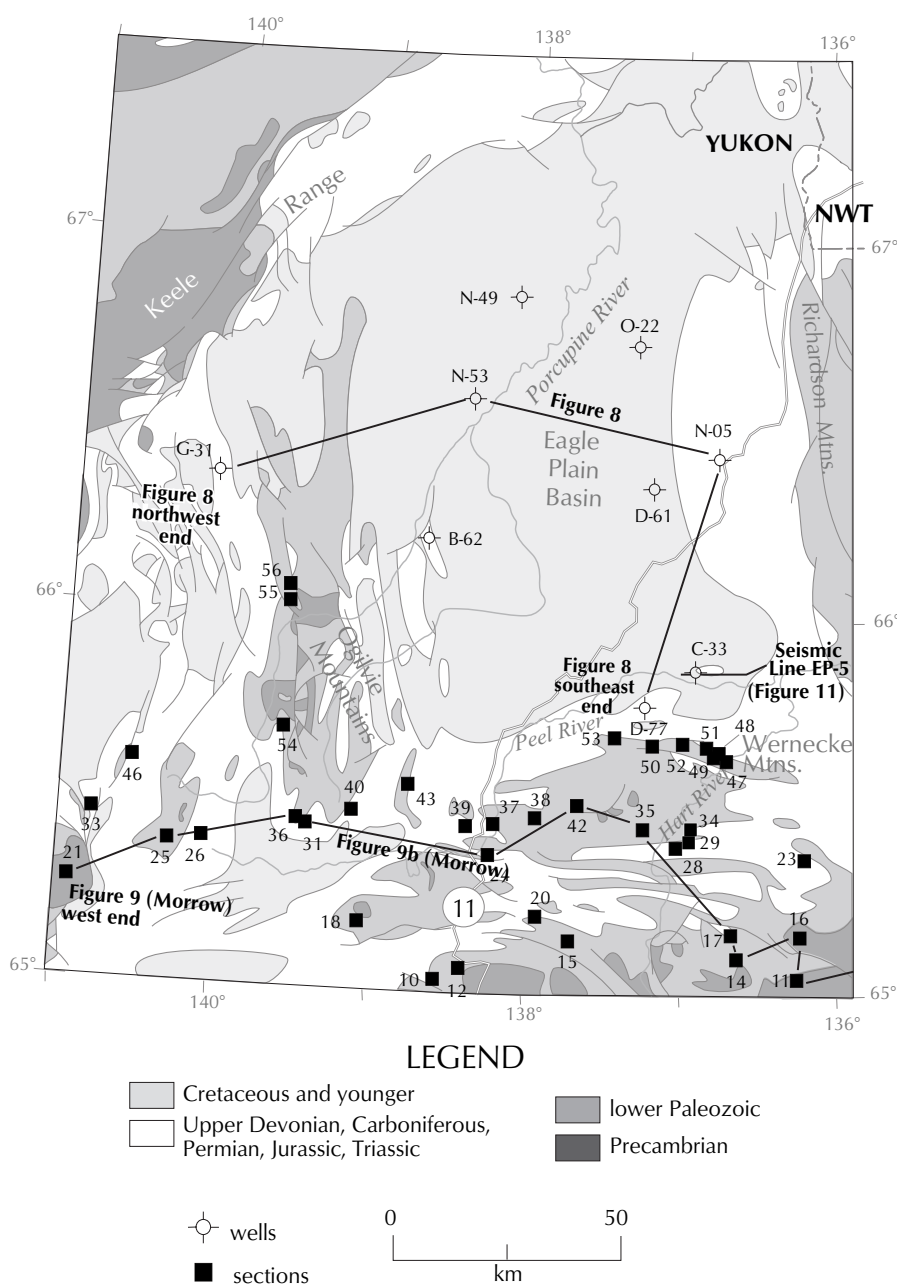 140°
138°
136°
YUKON
NWT
67°
67°
Keele
Range
Richardson Mtns.
Porcupine River
N-49
O-22
N-53
Figure 8
N-05
G-31
Eagle
Plain
Basin
Figure 8
northwest
end
D-61
B-62
56
55
66°
66°
Ogilvie
Mountains
C-33
Seismic
Line EP-5
(Figure 11)
Figure 8
southeast
end
D-77
Peel River
53
50
52
51
49
48
47
Wernecke
Mtns.
Hart River
54
46
33
43
40
39
37
38
42
35
34
29
28
23
21
25
26
36
31
Figure 9b (Morrow)
24
Figure 9 (Morrow)
west end
11
18
20
15
17
14
16
11
10
12
65°
65°
140°
138°
136°
LEGEND
Cretaceous and younger
Upper Devonian, Carboniferous,
Permian, Jurassic, Triassic
lower Paleozoic
Precambrian
wells
sections
0
50
km